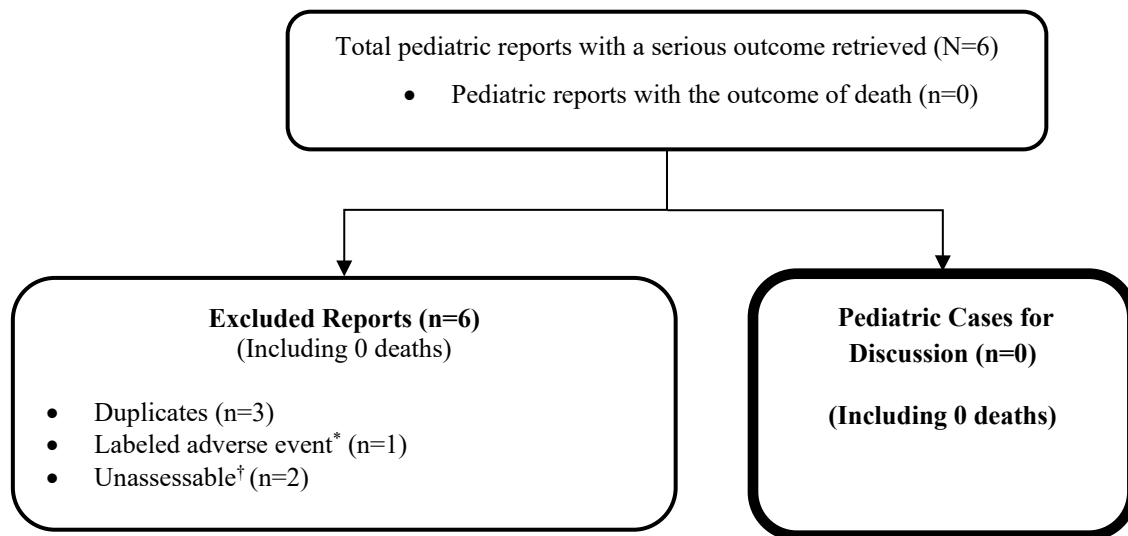 Total pediatric reports with a serious outcome retrieved (N=6)
• Pediatric reports with the outcome of death (n=0)
Excluded Reports (n=6)
(Including 0 deaths)
• Duplicates (n=3)
• Labeled adverse event* (n=1)
• Unassessable† (n=2)
Pediatric Cases for
Discussion (n=0)
(Including 0 deaths)